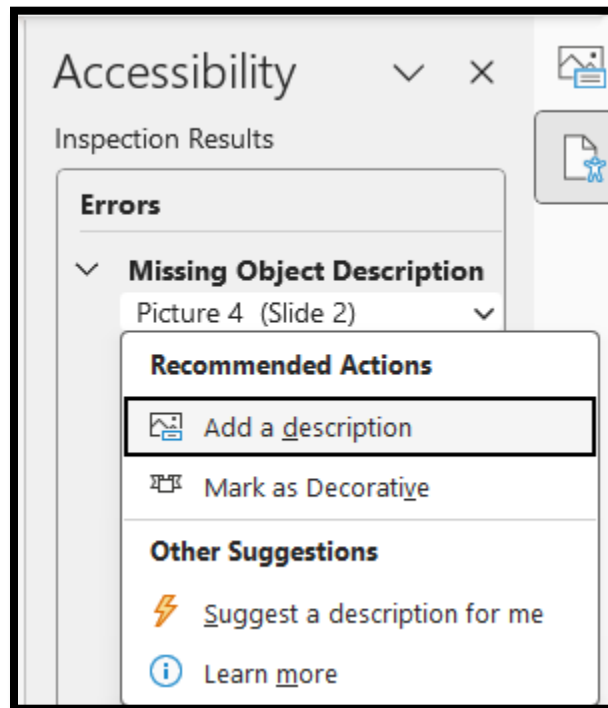 Accessibility
Inspection Results
Errors
Missing Object Description
Picture 4 (Slide 2)
Recommended Actions
Add a description
Mark as Decorative
Other Suggestions
Suggest a description for me
Learn more